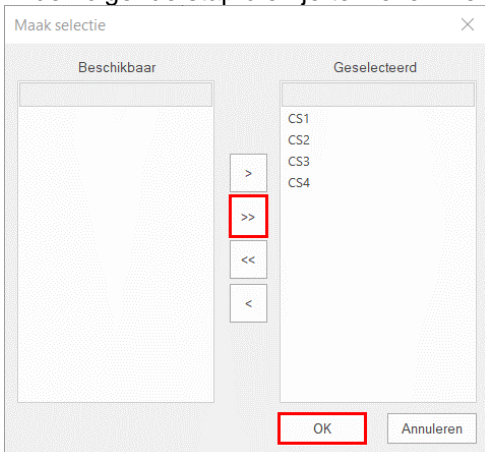 Maak selectie
Beschikbaar
Geselecteerd
CS1
CS2
CS3
CS4
>
>>
<<
<
OK
Annuleren